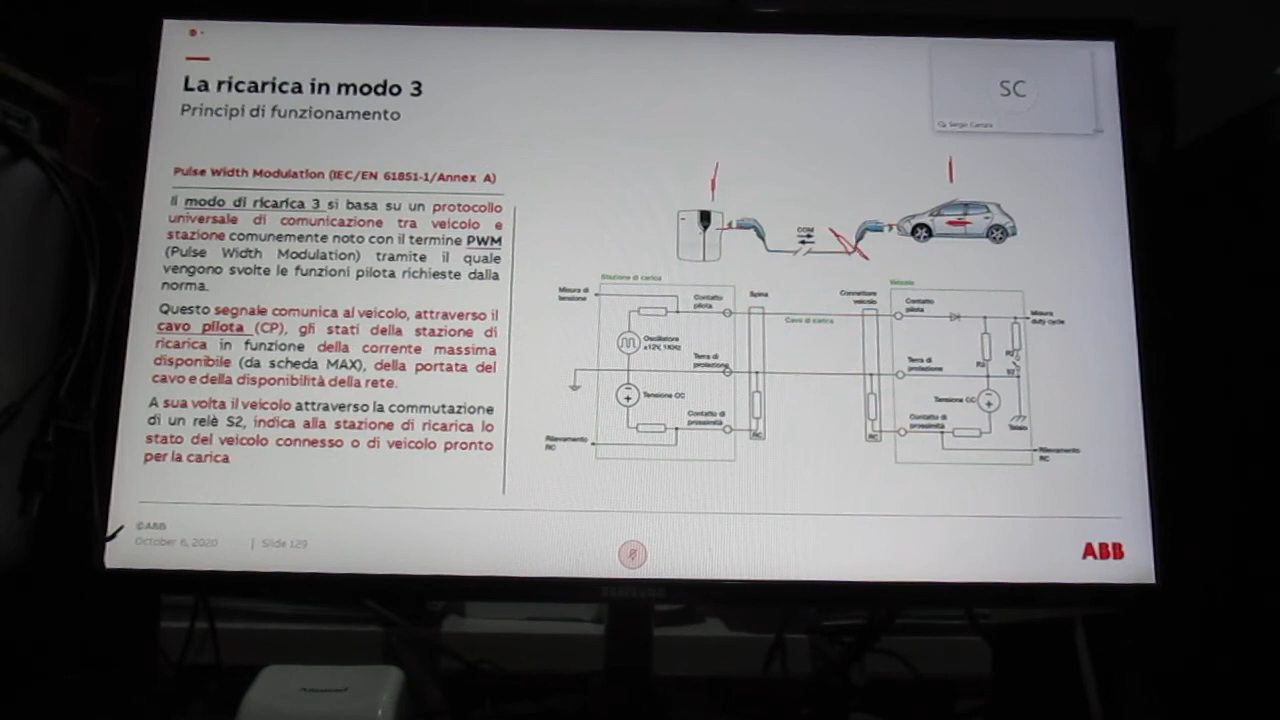 La ricarica in modo 3
Principi di funzionamento
SC
Pulse Width Modulation (IEC/EN 61851-1/Annex A)
Il modo di ricarica 3 si basa su un protocollo
universale di comunicazione tra veicolo e
stazione comunemente noto con il termine PWM
(Pulse Width Modulation) tramite il quale
vengono svolte le funzioni pilota richieste dalla
norma.
Questo segnale comunica al veicolo, attraverso il
cavo pilota (CP), gli stati della stazione di
ricarica in funzione della corrente massima
disponibile (da scheda MAX), della portata del
cavo e della disponibilità della rete.
A sua volta il veicolo attraverso la commutazione
di un relè S2, indica alla stazione di ricarica lo
stato del veicolo connesso o di veicolo pronto
per la carica
COM
Stazione di carica
Veicolo
Misura di
tensione
Contatto
pilota
Spina
Connettore
veicolo
Contatto
pilota
Misura
duty cycle
Cavo di carica
Oscillatore
±12V, 1KHz
Terra di
protezione
Terra di
protezione
R3
R2
S2
Tensione CC
Tensione CC
Contatto di
prossimità
Contatto di
prossimità
Telaio
RC
RC
Rilevamento
RC
Rilevamento
RC
©ABB
October 6, 2020
Slide 129
ABB
SAMSUNG